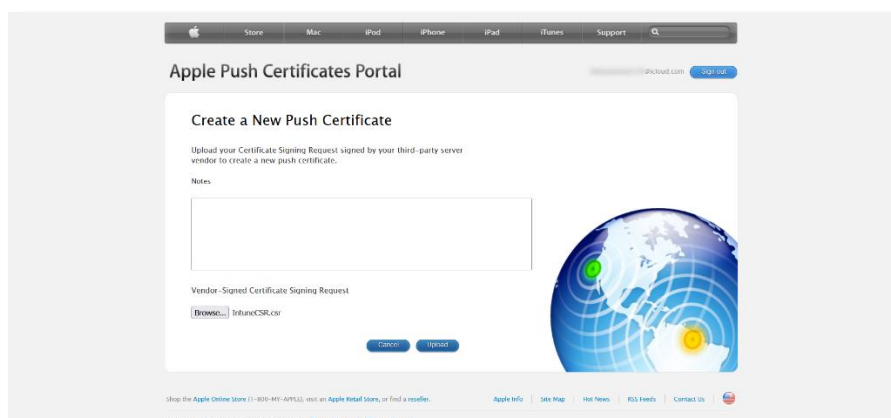 Store Mac iPod iPhone iPad iTunes Support
Apple Push Certificates Portal
@icloud.com Sign out
Create a New Push Certificate
Upload your Certificate Signing Request signed by your third-party server
vendor to create a new push certificate.
Notes
Vendor-Signed Certificate Signing Request
Browse... IntuneCSR.csr
Cancel Upload
Shop the Apple Online Store (1-800-MY-APPLE), visit an Apple Retail Store, or find a reseller. Apple Info Site Map Hot News RSS Feeds Contact Us